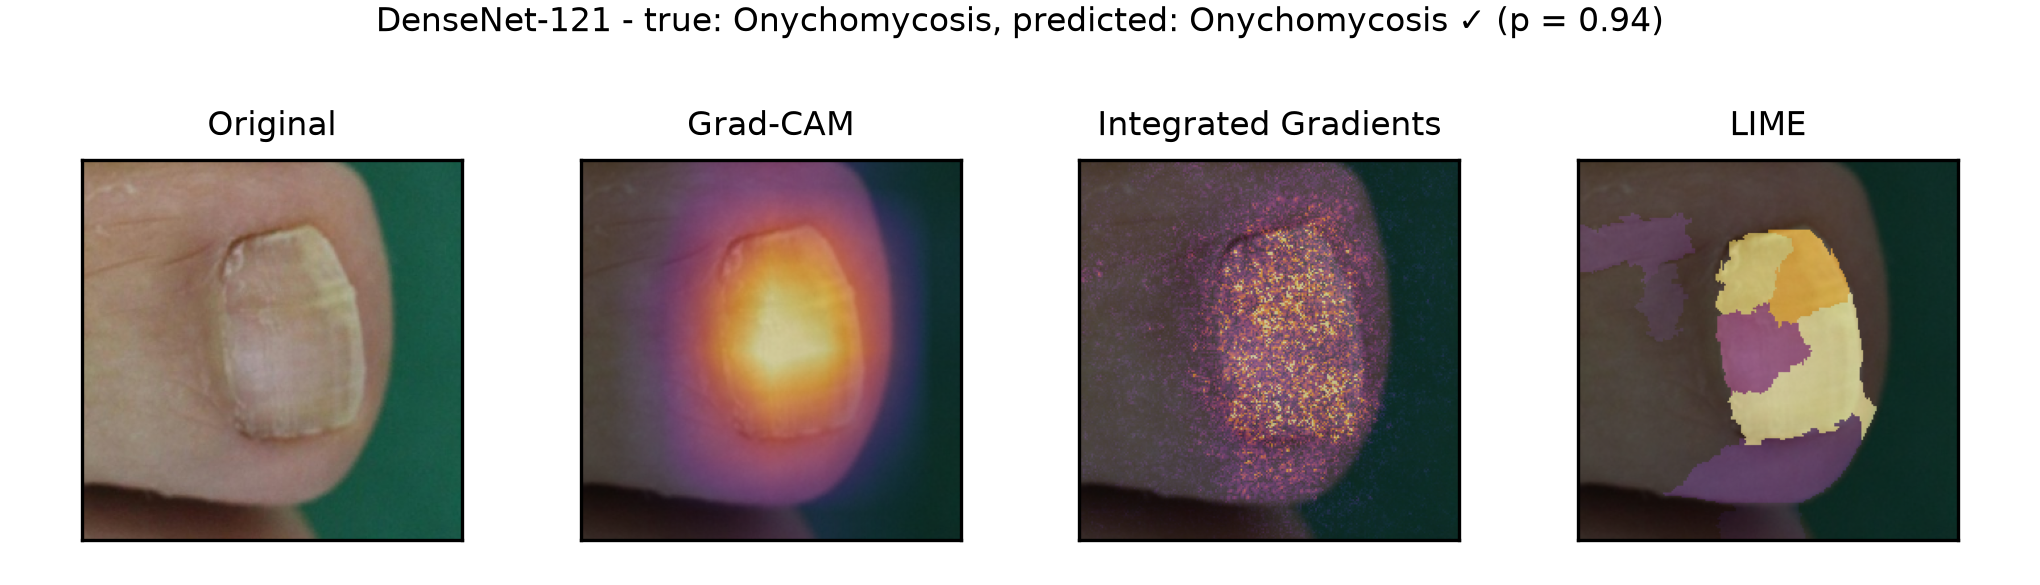 DenseNet-121 - true: Onychomycosis, predicted: Onychomycosis ✓ (p = 0.94)
Original
Grad-CAM
Integrated Gradients
LIME